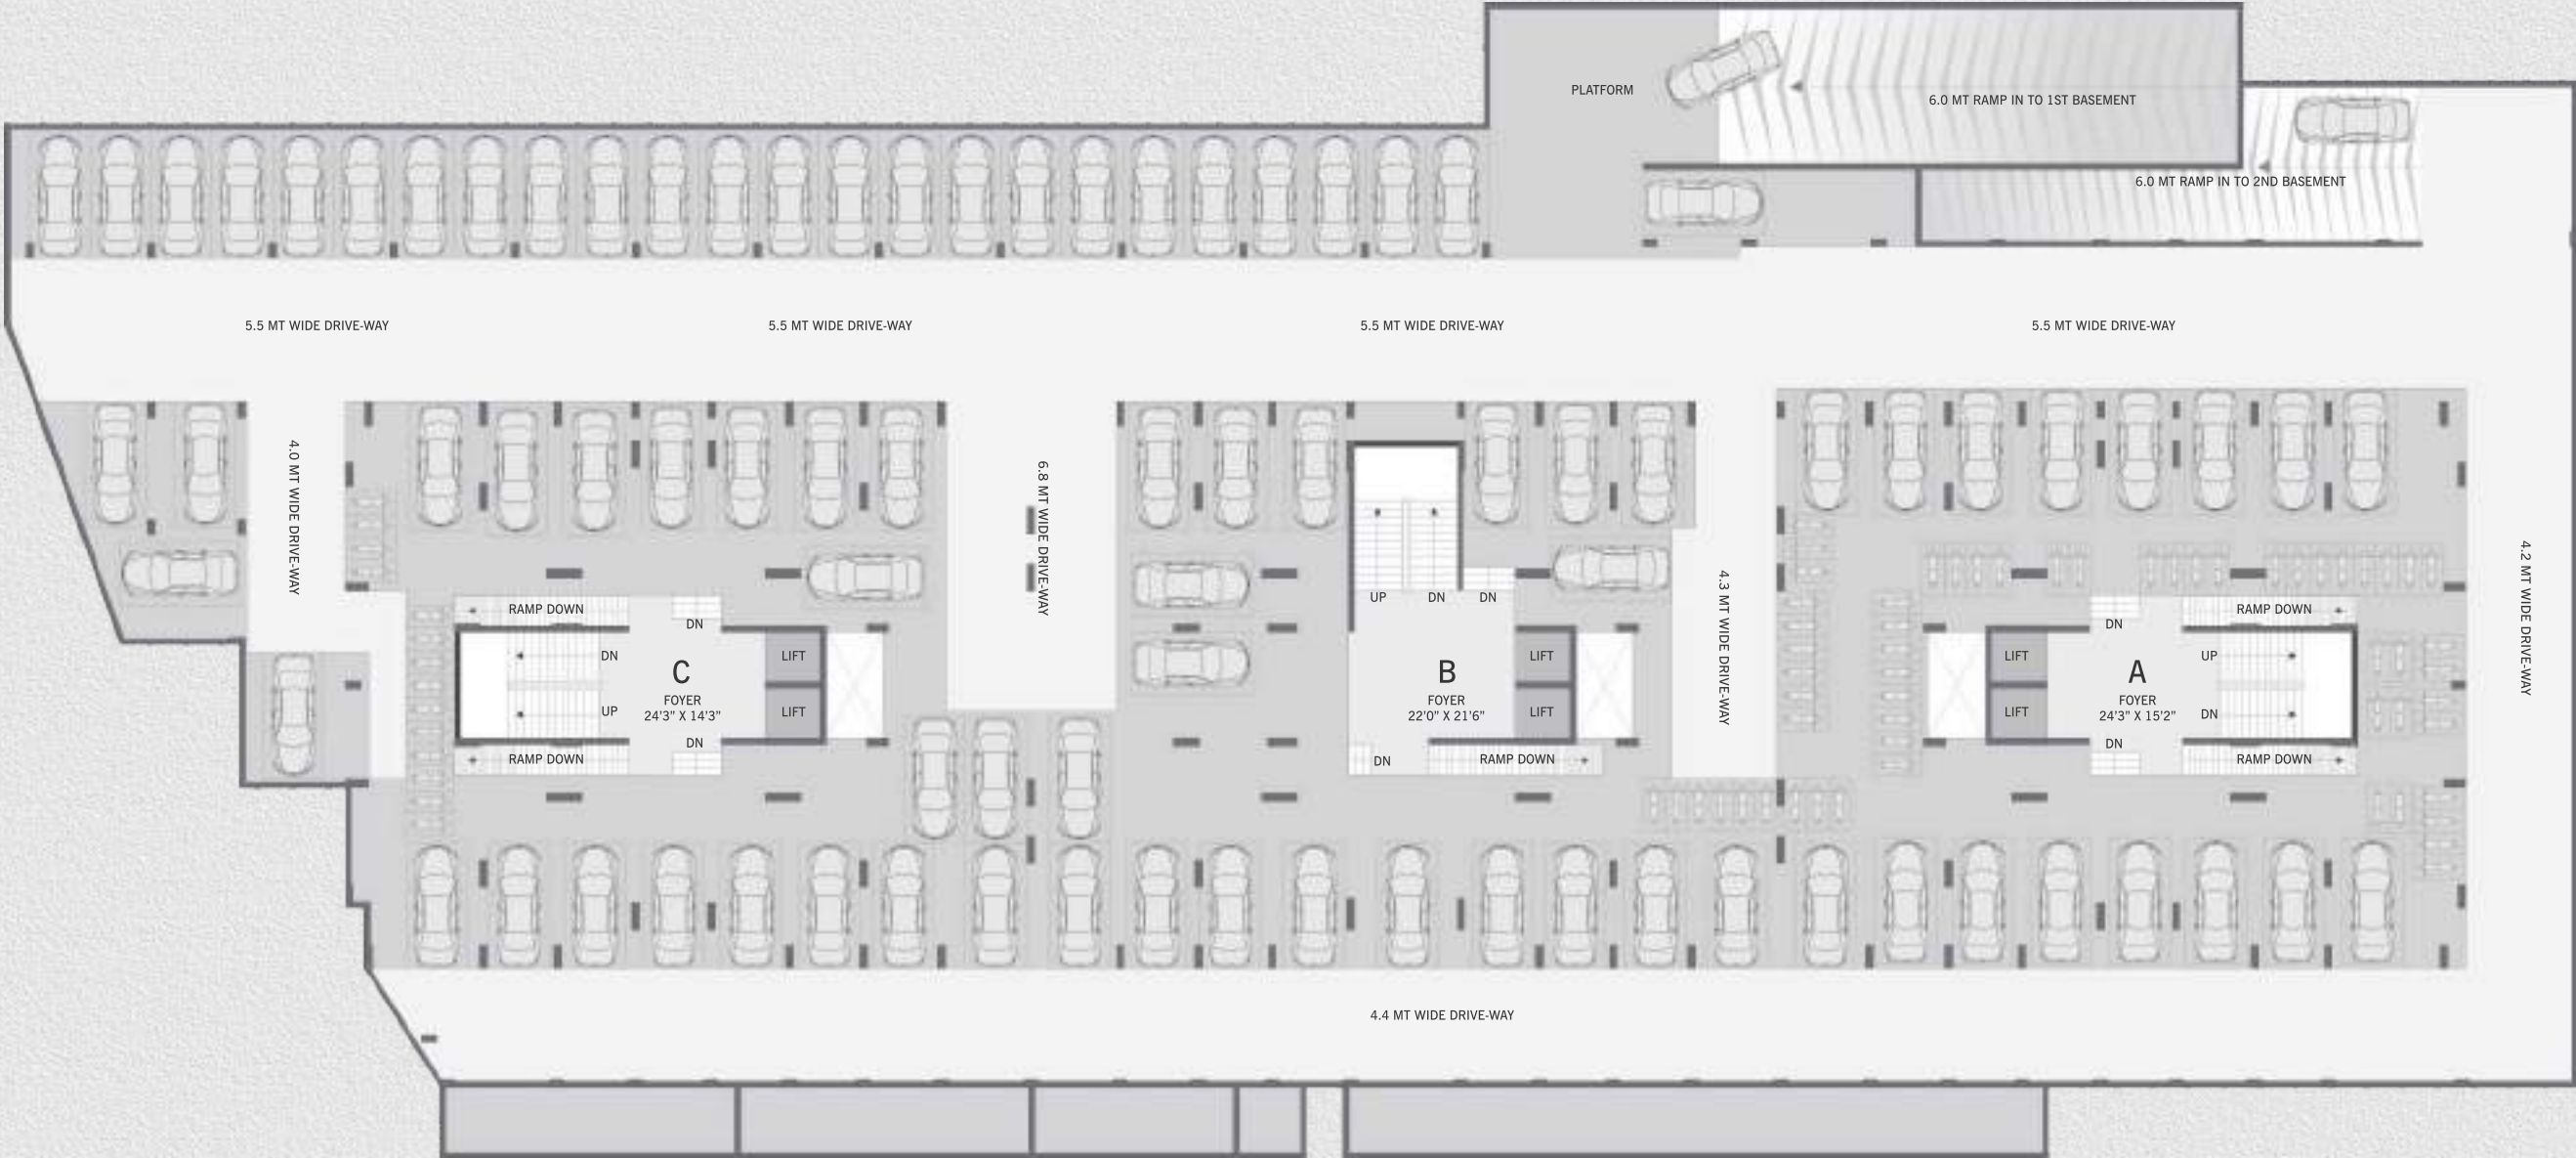 PLATFORM
6.0 MT RAMP IN TO 1ST BASEMENT
6.0 MT RAMP IN TO 2ND BASEMENT
5.5 MT WIDE DRIVE-WAY
5.5 MT WIDE DRIVE-WAY
5.5 MT WIDE DRIVE-WAY
5.5 MT WIDE DRIVE-WAY
4.0 MT WIDE DRIVE-WAY
6.8 MT WIDE DRIVE-WAY
4.3 MT WIDE DRIVE-WAY
4.2 MT WIDE DRIVE-WAY
RAMP DOWN
DN
DN
UP
C
FOYER
24'3" X 14'3"
LIFT
LIFT
DN
RAMP DOWN
UP
DN
DN
B
FOYER
22'0" X 21'6"
LIFT
LIFT
DN
RAMP DOWN
RAMP DOWN
DN
LIFT
LIFT
A
FOYER
24'3" X 15'2"
UP
DN
DN
RAMP DOWN
4.4 MT WIDE DRIVE-WAY